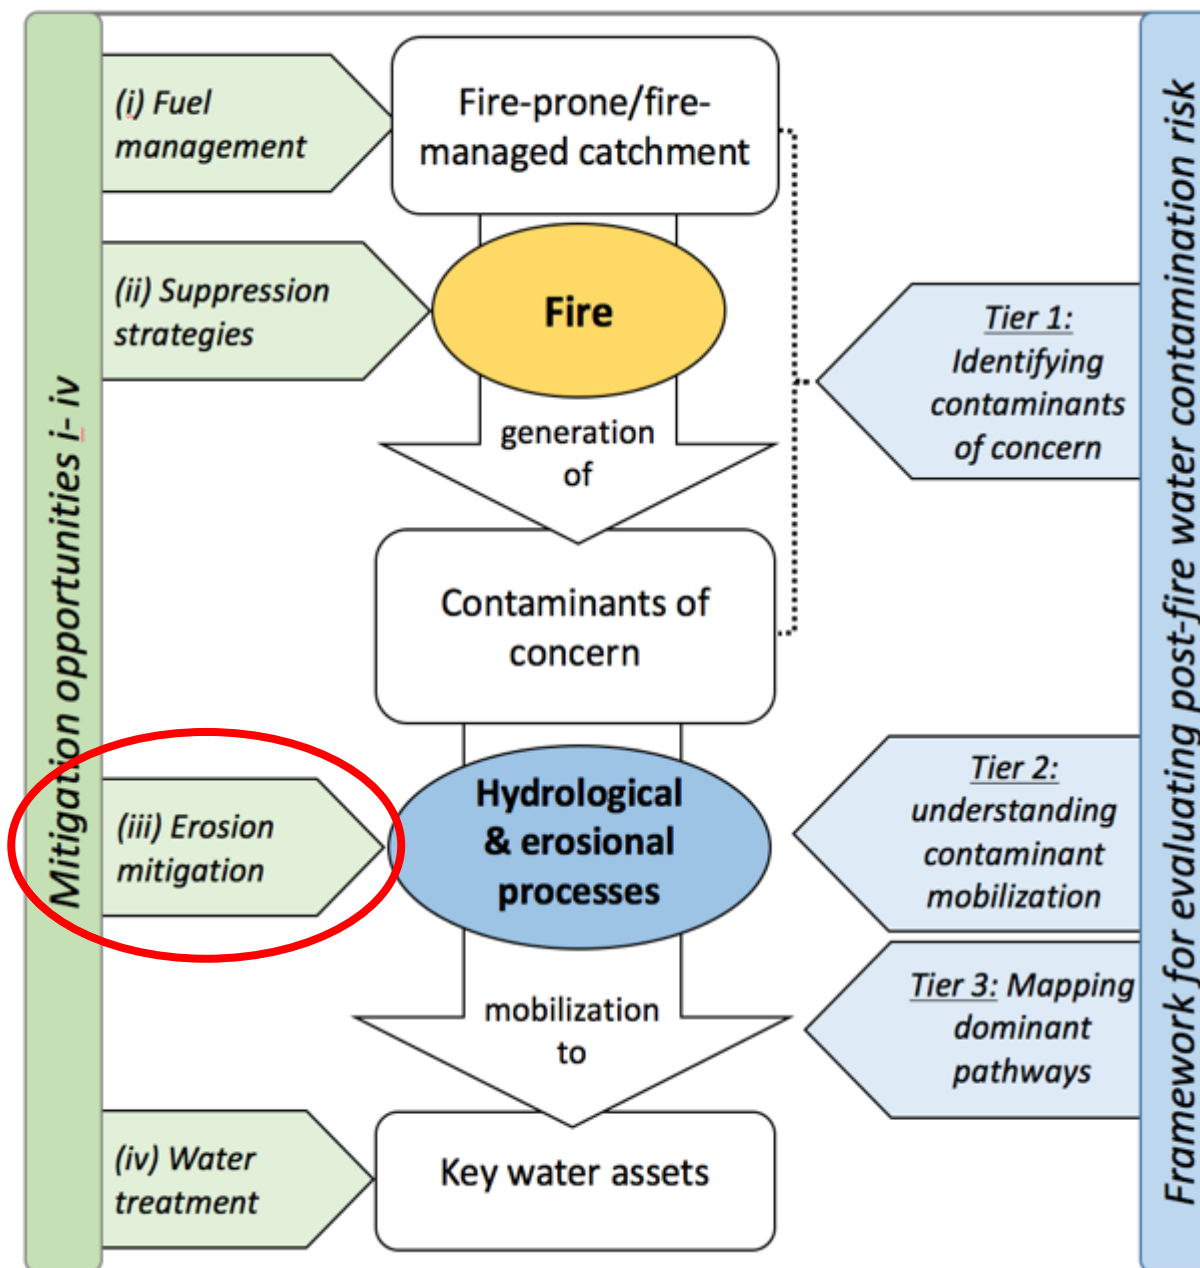 Mitigation opportunities i- iv
(i) Fuel
management
Fire-prone/fire-
managed catchment
(ii) Suppression
strategies
Fire
generation
of
Tier 1:
Identifying
contaminants
of concern
Contaminants of
concern
(iii) Erosion
mitigation
Hydrological
& erosional
processes
Tier 2:
understanding
contaminant
mobilization
mobilization
to
Tier 3: Mapping
dominant
pathways
(iv) Water
treatment
Key water assets
Framework for evaluating post-fire water contamination risk